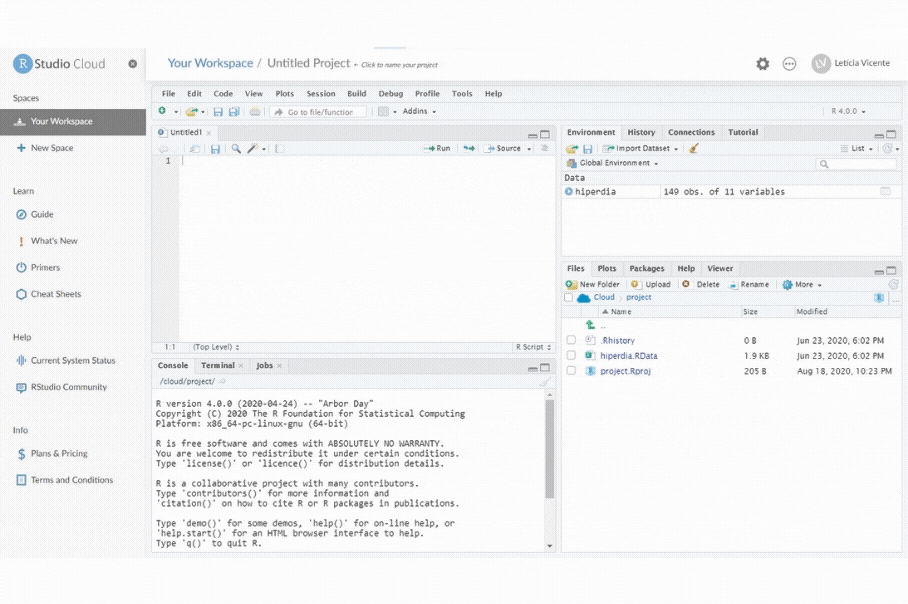 R Studio Cloud
Your Workspace / Untitled Project ← Click to name your project
LV Leticia Vicente
Spaces
Your Workspace
New Space
Learn
Guide
What's New
Primers
Cheat Sheets
Help
Current System Status
RStudio Community
Info
$ Plans & Pricing
Terms and Conditions
File Edit Code View Plots Session Build Debug Profile Tools Help
Go to file/function Addins
R 4.0.0
Untitled1
Run Source
1
1:1 (Top Level) R Script
Console Terminal Jobs
/cloud/project/
R version 4.0.0 (2020-04-24) -- "Arbor Day"
Copyright (C) 2020 The R Foundation for Statistical Computing
Platform: x86_64-pc-linux-gnu (64-bit)
R is free software and comes with ABSOLUTELY NO WARRANTY.
You are welcome to redistribute it under certain conditions.
Type 'license()' or 'licence()' for distribution details.
R is a collaborative project with many contributors.
Type 'contributors()' for more information and
'citation()' on how to cite R or R packages in publications.
Type 'demo()' for some demos, 'help()' for on-line help, or
'help.start()' for an HTML browser interface to help.
Type 'q()' to quit R.
Environment History Connections Tutorial
Import Dataset List
Global Environment
Data
hiperdia 149 obs. of 11 variables
Files Plots Packages Help Viewer
New Folder Upload Delete Rename More
Cloud project
Name Size Modified
..
.Rhistory 0 B Jun 23, 2020, 6:02 PM
hiperdia.RData 1.9 KB Jun 23, 2020, 6:02 PM
project.Rproj 205 B Aug 18, 2020, 10:23 PM